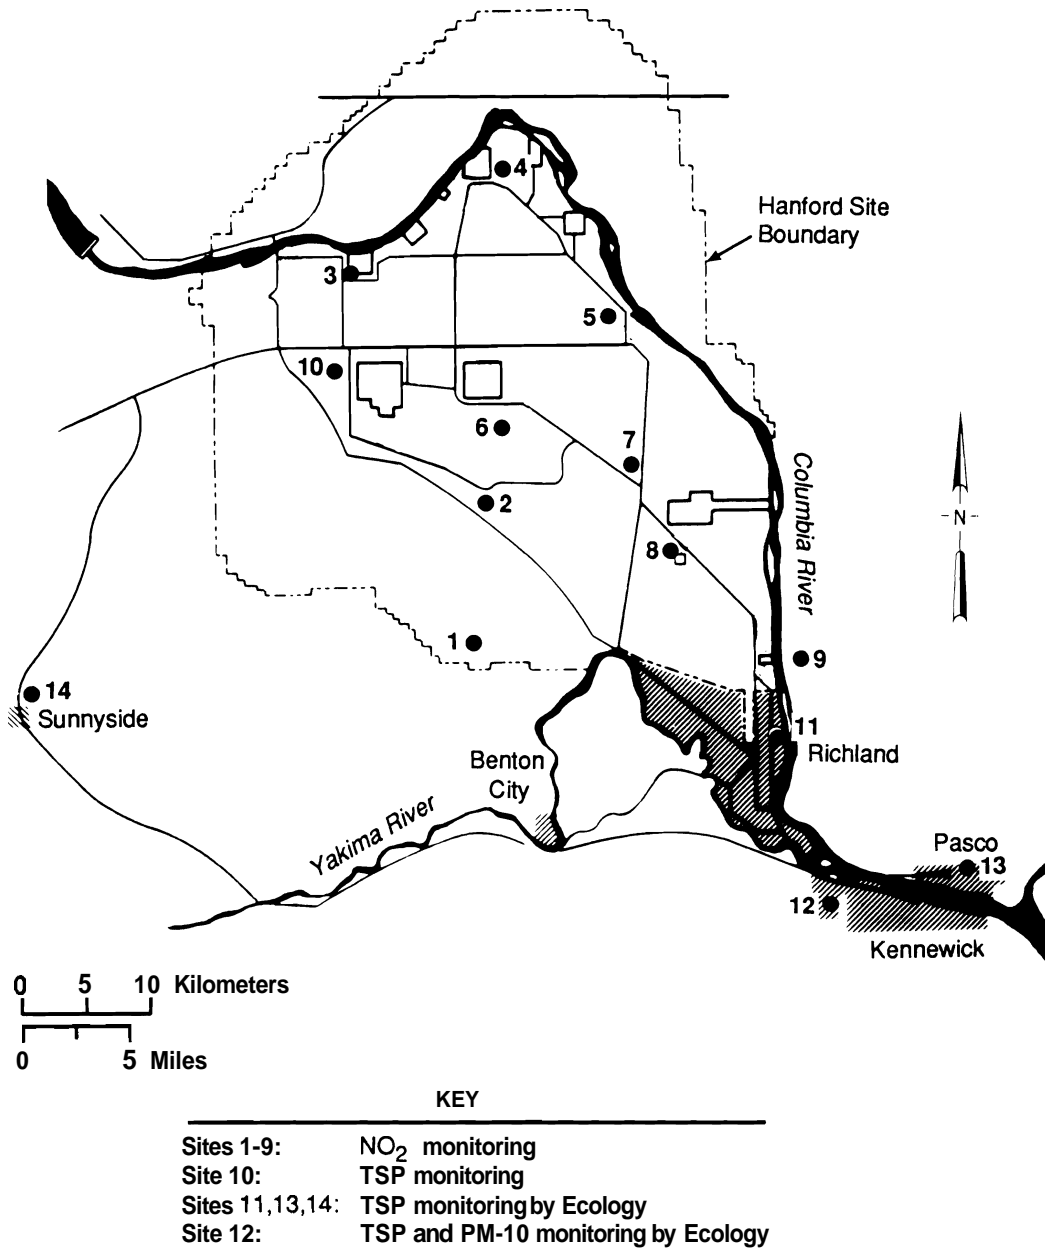 4
Hanford Site
Boundary
3
5
10
6
7
2
Columbia River
N
8
1
9
14
Sunnyside
11
Richland
Benton
City
Yakima River
Pasco
13
12
Kennewick
0 5 10 Kilometers
0 5 Miles
KEY
Sites 1-9: NO2 monitoring
Site 10: TSP monitoring
Sites 11,13,14: TSP monitoring by Ecology
Site 12: TSP and PM-10 monitoring by Ecology